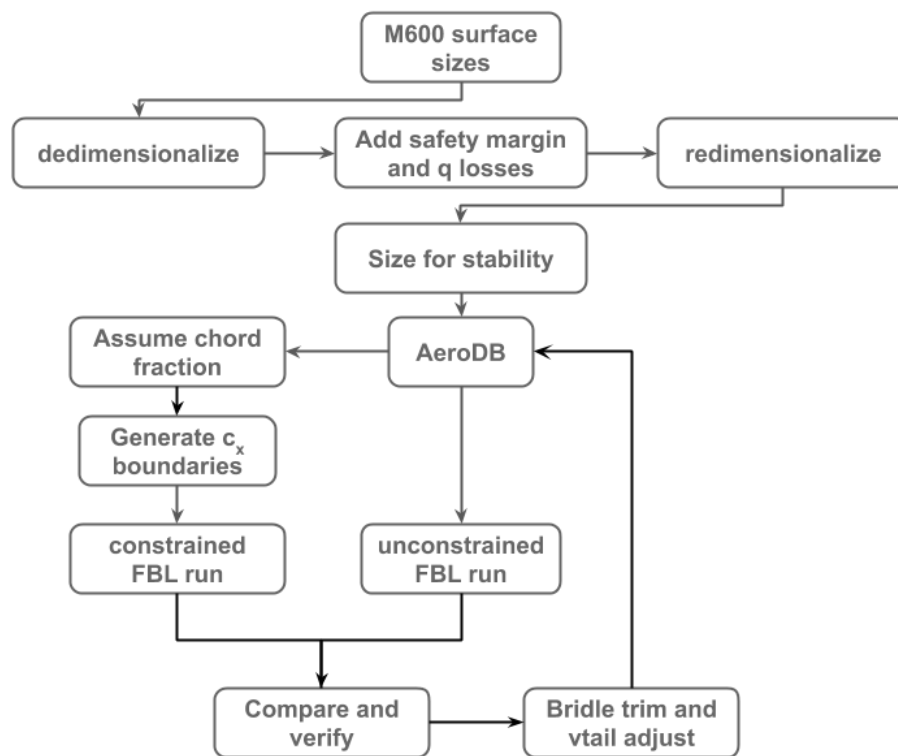 M600 surface
sizes
dedimensionalize
Add safety margin
and q losses
redimensionalize
Size for stability
Assume chord
fraction
AeroDB
Generate cₓ
boundaries
constrained
FBL run
unconstrained
FBL run
Compare and
verify
Bridle trim and
vtail adjust